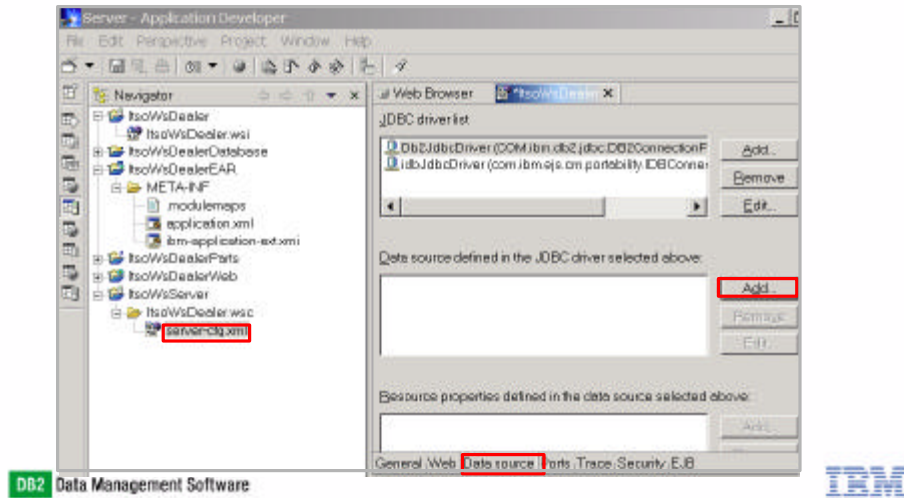 Server - Application Developer
File Edit Perspective Project Window Help
Navigator
ItsoWsDealer
ItsoWsDealer.wsi
ItsoWsDealerDatabase
ItsoWsDealerEAR
META-INF
modulemaps
application.xml
ibm-application-ext.xmi
ItsoWsDealerParts
ItsoWsDealerWeb
ItsoWsServer
ItsoWsDealer.wsc
server-cfg.xml
Web Browser
*ItsoWsDealer
JDBC driver list
Db2JdbcDriver (COM.ibm.db2.jdbc.DB2ConnectionP
idbJdbcDriver (com.ibm.ejs.cm.portability.IDBConnec
Add...
Remove
Edit...
Data source defined in the JDBC driver selected above:
Add...
Remove
Edit...
Resource properties defined in the data source selected above:
Add...
General Web Data source Ports Trace Security EJB
DB2 Data Management Software
IBM